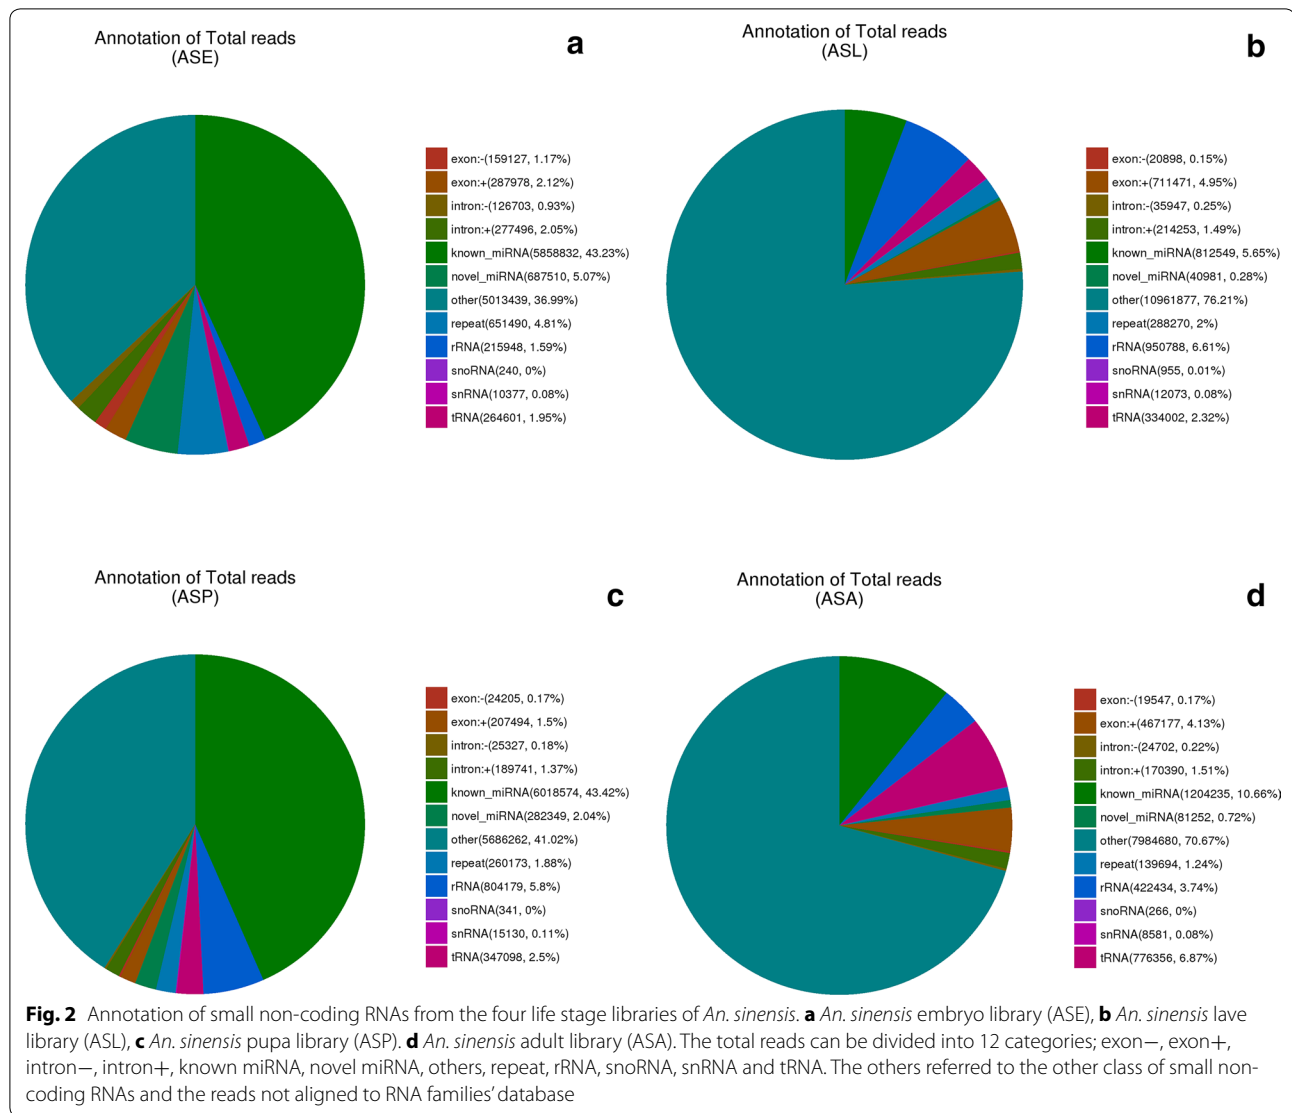 Annotation of Total reads
(ASE)
a
exon:-(159127, 1.17%)
exon:+(287978, 2.12%)
intron:-(126703, 0.93%)
intron:+(277496, 2.05%)
known_miRNA(5858832, 43.23%)
novel_miRNA(687510, 5.07%)
other(5013439, 36.99%)
repeat(651490, 4.81%)
rRNA(215948, 1.59%)
snoRNA(240, 0%)
snRNA(10377, 0.08%)
tRNA(264601, 1.95%)
Annotation of Total reads
(ASL)
b
exon:-(20898, 0.15%)
exon:+(711471, 4.95%)
intron:-(35947, 0.25%)
intron:+(214253, 1.49%)
known_miRNA(812549, 5.65%)
novel_miRNA(40981, 0.28%)
other(10961877, 76.21%)
repeat(288270, 2%)
rRNA(950788, 6.61%)
snoRNA(955, 0.01%)
snRNA(12073, 0.08%)
tRNA(334002, 2.32%)
Annotation of Total reads
(ASP)
c
exon:-(24205, 0.17%)
exon:+(207494, 1.5%)
intron:-(25327, 0.18%)
intron:+(189741, 1.37%)
known_miRNA(6018574, 43.42%)
novel_miRNA(282349, 2.04%)
other(5686262, 41.02%)
repeat(260173, 1.88%)
rRNA(804179, 5.8%)
snoRNA(341, 0%)
snRNA(15130, 0.11%)
tRNA(347098, 2.5%)
Annotation of Total reads
(ASA)
d
exon:-(19547, 0.17%)
exon:+(467177, 4.13%)
intron:-(24702, 0.22%)
intron:+(170390, 1.51%)
known_miRNA(1204235, 10.66%)
novel_miRNA(81252, 0.72%)
other(7984680, 70.67%)
repeat(139694, 1.24%)
rRNA(422434, 3.74%)
snoRNA(266, 0%)
snRNA(8581, 0.08%)
tRNA(776356, 6.87%)
Fig. 2 Annotation of small non-coding RNAs from the four life stage libraries of An. sinensis. a An. sinensis embryo library (ASE), b An. sinensis lave
library (ASL), c An. sinensis pupa library (ASP). d An. sinensis adult library (ASA). The total reads can be divided into 12 categories; exon−, exon+,
intron−, intron+, known miRNA, novel miRNA, others, repeat, rRNA, snoRNA, snRNA and tRNA. The others referred to the other class of small non-
coding RNAs and the reads not aligned to RNA families' database